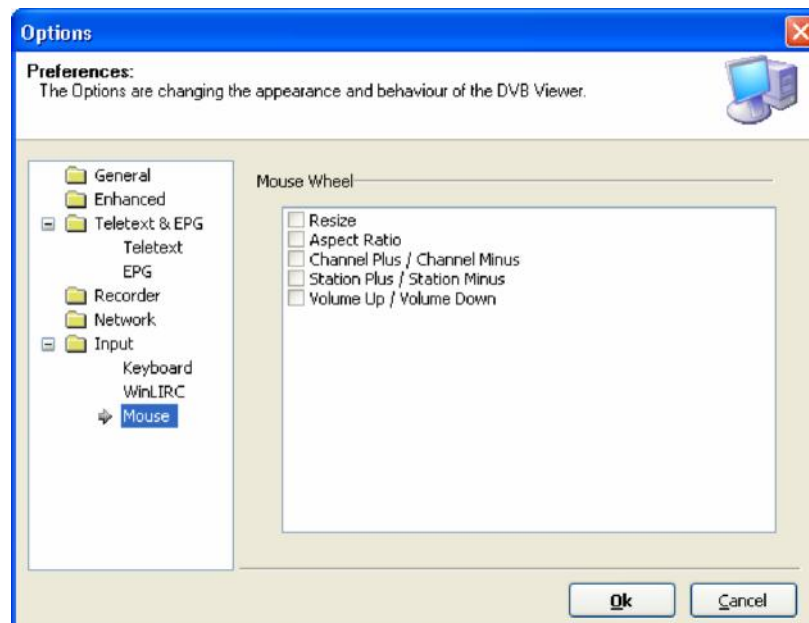 Options
Preferences:
The Options are changing the appearance and behaviour of the DVB Viewer.
General
Enhanced
Teletext & EPG
Teletext
EPG
Recorder
Network
Input
Keyboard
WinLIRC
Mouse
Mouse Wheel
Resize
Aspect Ratio
Channel Plus / Channel Minus
Station Plus / Station Minus
Volume Up / Volume Down
Ok
Cancel